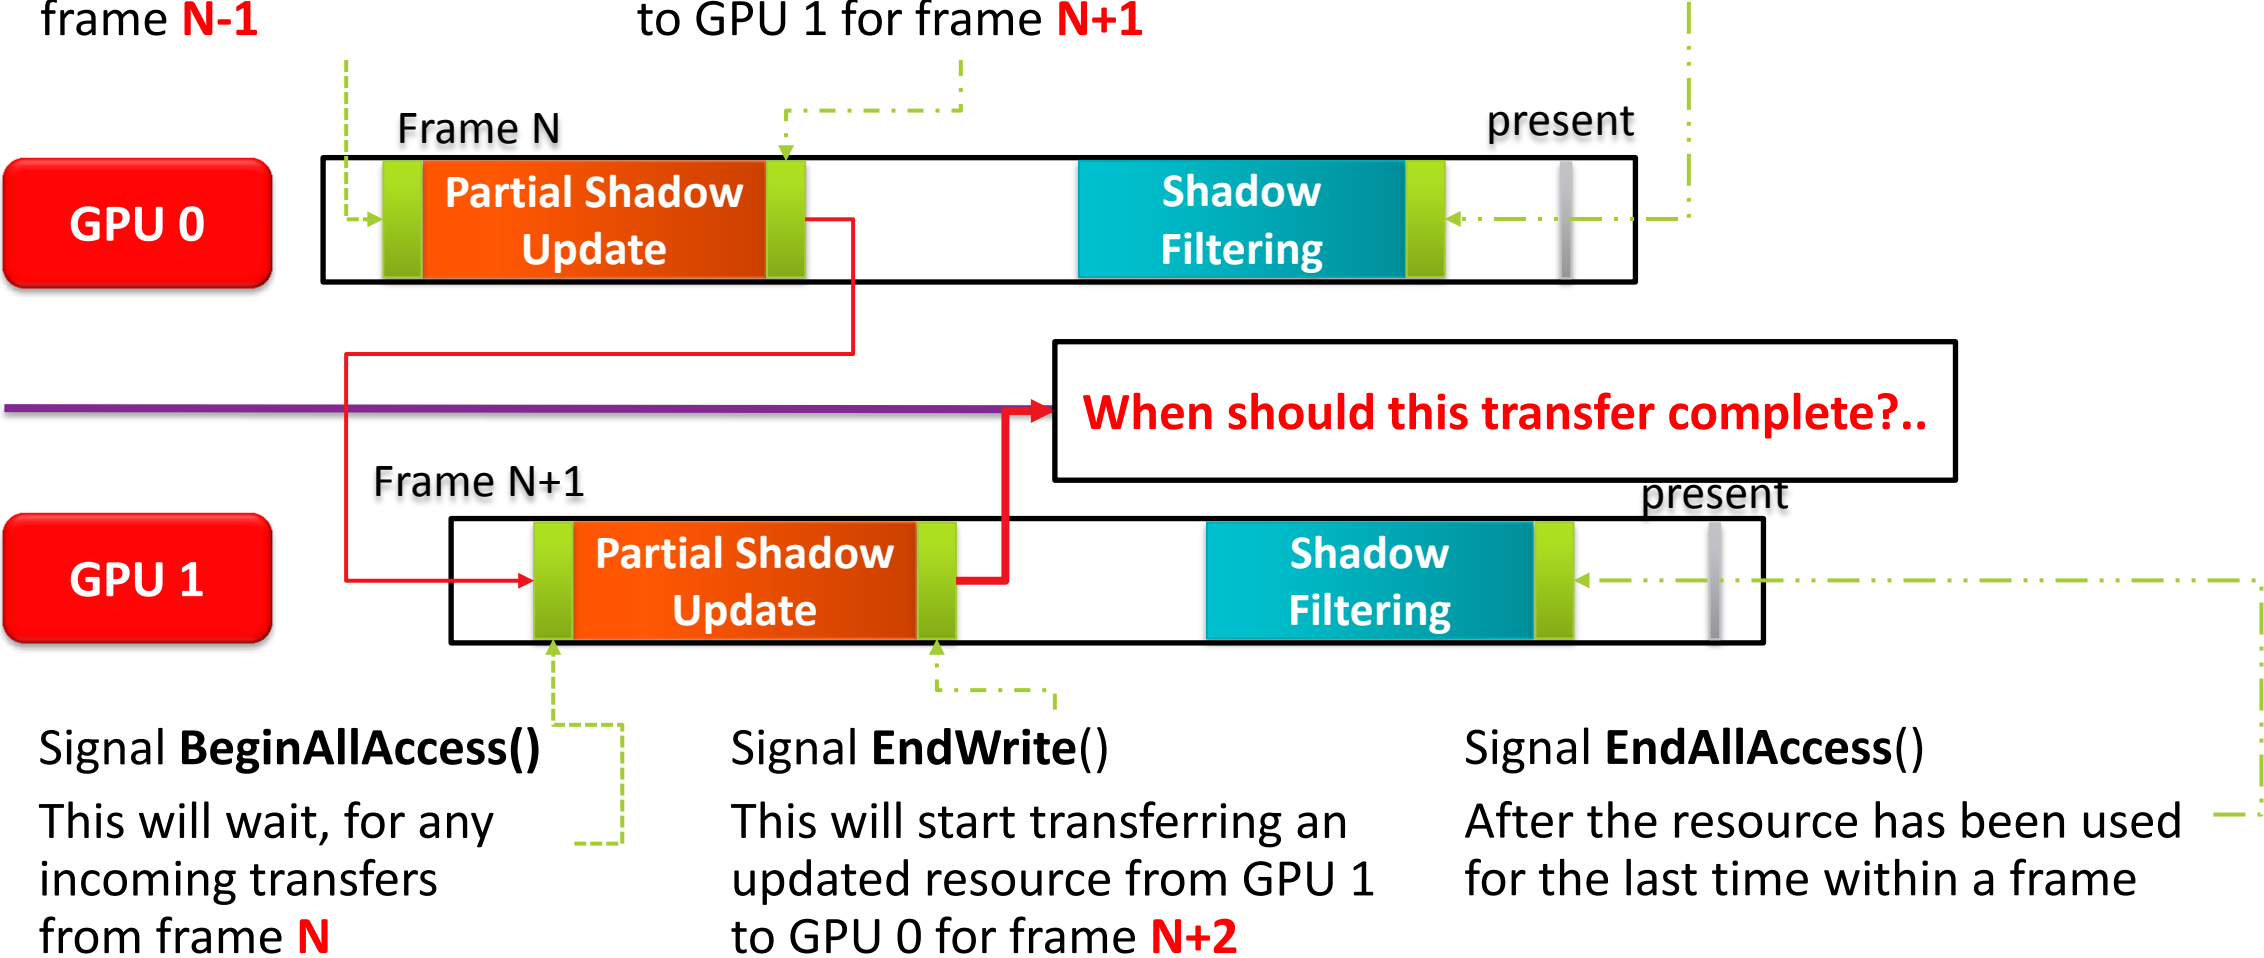 frame N-1
to GPU 1 for frame N+1
Frame N
present
GPU 0
Partial Shadow
Update
Shadow
Filtering
When should this transfer complete?..
Frame N+1
present
GPU 1
Partial Shadow
Update
Shadow
Filtering
Signal BeginAllAccess()
This will wait, for any
incoming transfers
from frame N
Signal EndWrite()
This will start transferring an
updated resource from GPU 1
to GPU 0 for frame N+2
Signal EndAllAccess()
After the resource has been used
for the last time within a frame